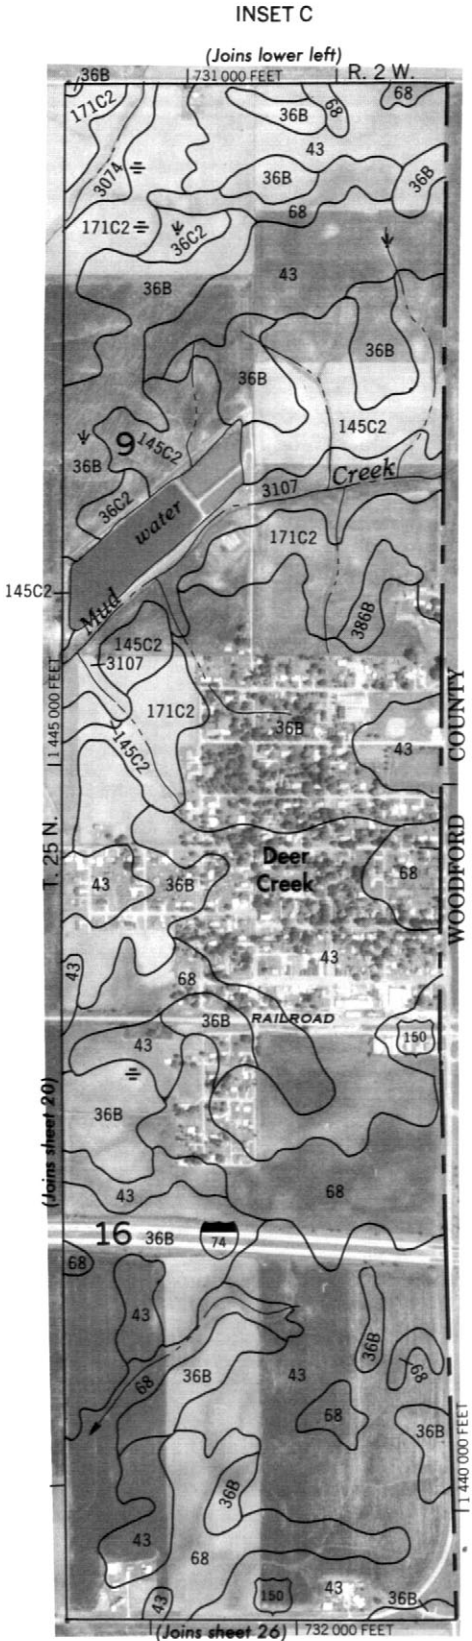 INSET C
(Joins lower left)
36B
731 000 FEET
R. 2 W.
171C2
68
68
36B
43
3074
36B
36B
68
171C2
36C2
43
36B
36B
36B
145C2
9
145C2
36B
Creek
3107
36C2
water
171C2
145C2
Mud
386B
145C2
3107
1 445 000 FEET
COUNTY
171C2
36B
43
145C2
T. 25 N.
WOODFORD
Deer
Creek
68
43
36B
43
43
68
36B
RAILROAD
150
43
36B
(Joins sheet 20)
68
43
16
36B
74
68
43
36B
68
43
36B
68
68
36B
1 440 000 FEET
36B
43
68
150
43
43
36B
(Joins sheet 26)
732 000 FEET